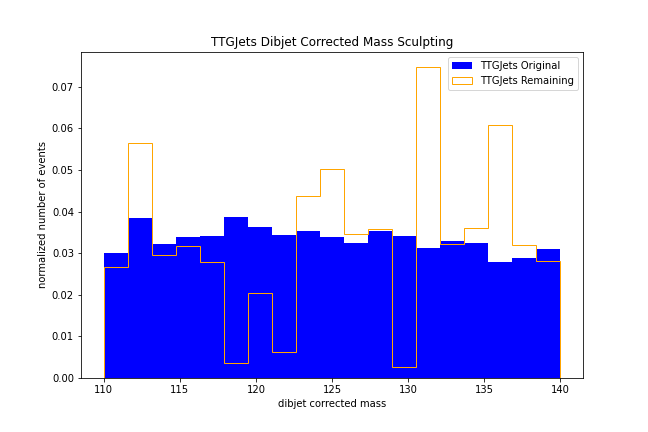 TTGJets Dibjet Corrected Mass Sculpting
TTGJets Original
TTGJets Remaining
normalized number of events
0.07
0.06
0.05
0.04
0.03
0.02
0.01
0.00
110 115 120 125 130 135 140
dibjet corrected mass